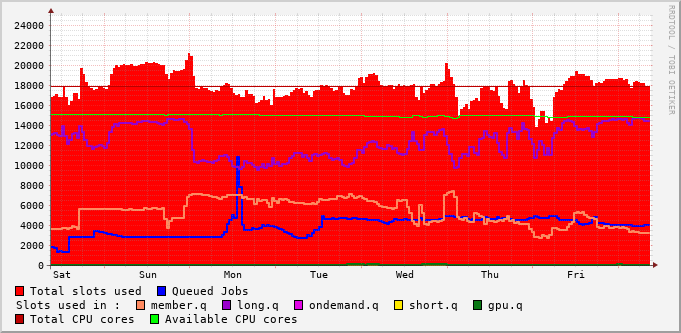 24000
22000
20000
18000
16000
14000
12000
10000
8000
6000
4000
2000
0
Sat Sun Mon Tue Wed Thu Fri
RRDTOOL / TOBI OETIKER
Total slots used Queued Jobs
Slots used in : member.q long.q ondemand.q short.q gpu.q
Total CPU cores Available CPU cores